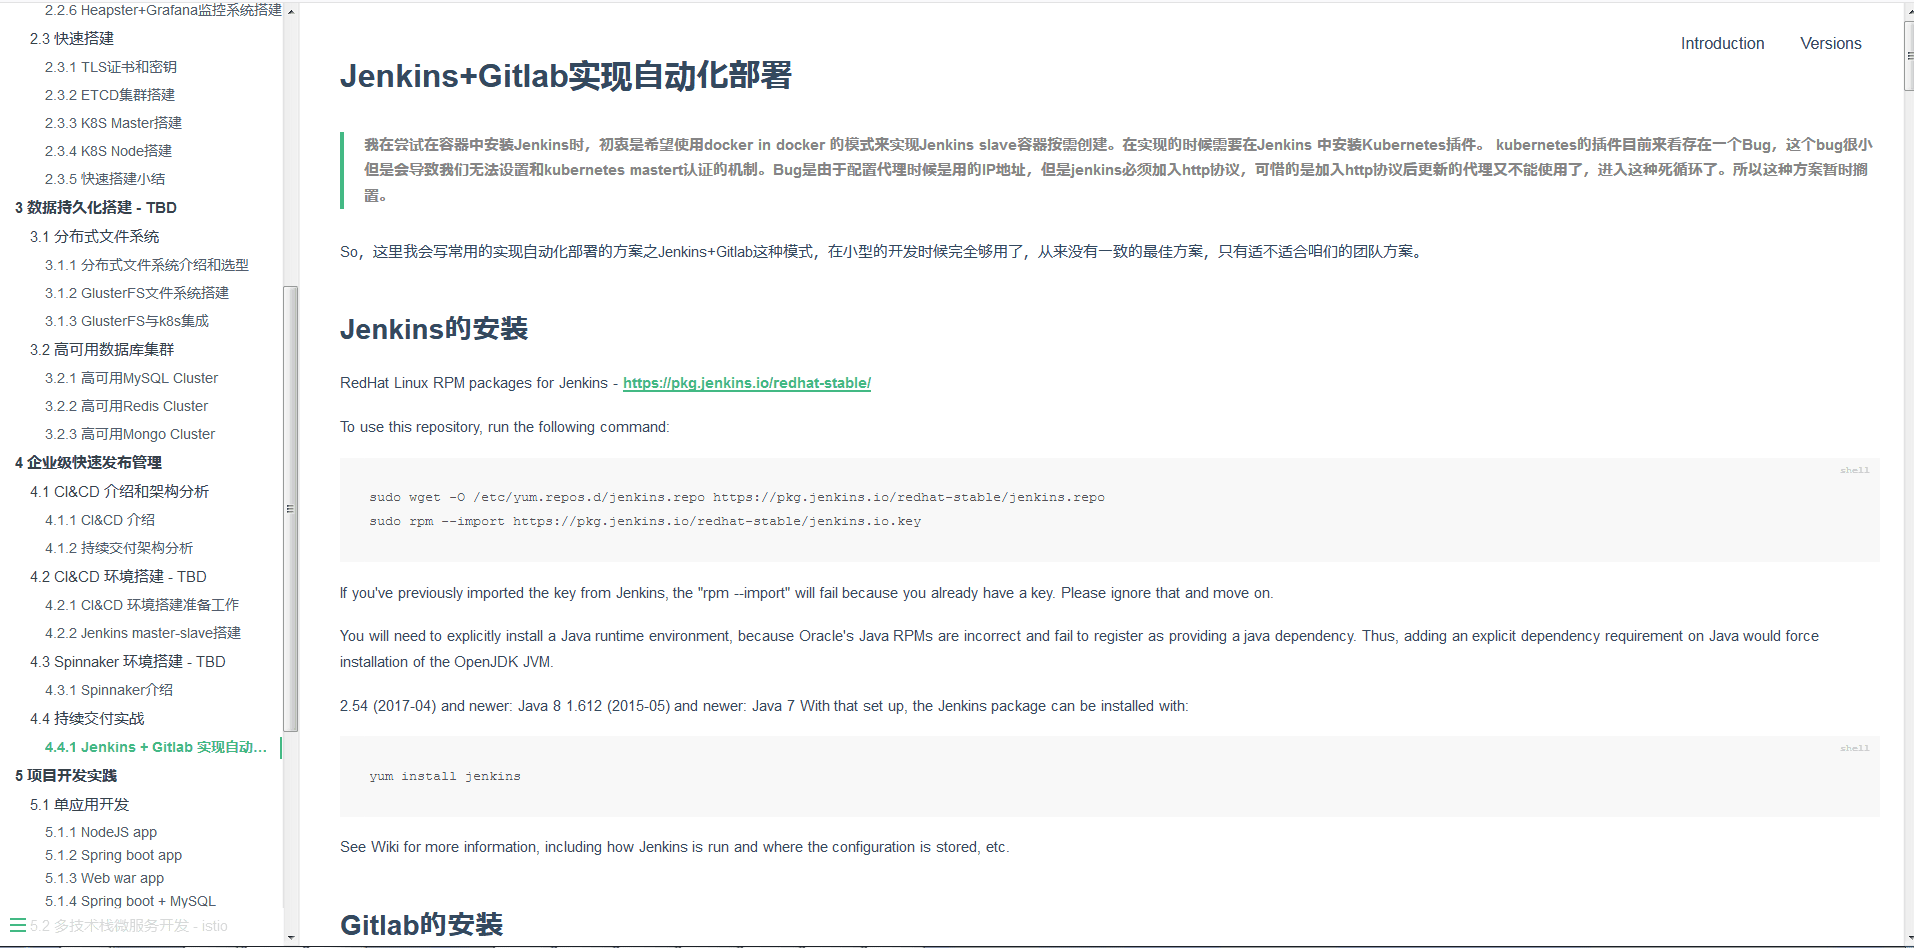 2.2.6 Heapster+Grafana监控系统搭建
2.3 快速搭建
2.3.1 TLS证书和密钥
2.3.2 ETCD集群搭建
2.3.3 K8S Master搭建
2.3.4 K8S Node搭建
2.3.5 快速搭建小结
3 数据持久化搭建 - TBD
3.1 分布式文件系统
3.1.1 分布式文件系统介绍和选型
3.1.2 GlusterFS文件系统搭建
3.1.3 GlusterFS与k8s集成
3.2 高可用数据库集群
3.2.1 高可用MySQL Cluster
3.2.2 高可用Redis Cluster
3.2.3 高可用Mongo Cluster
4 企业级快速发布管理
4.1 CI&CD 介绍和架构分析
4.1.1 CI&CD 介绍
4.1.2 持续交付架构分析
4.2 CI&CD 环境搭建 - TBD
4.2.1 CI&CD 环境搭建准备工作
4.2.2 Jenkins master-slave搭建
4.3 Spinnaker 环境搭建 - TBD
4.3.1 Spinnaker介绍
4.4 持续交付实战
4.4.1 Jenkins + Gitlab 实现自动…
5 项目开发实践
5.1 单应用开发
5.1.1 NodeJS app
5.1.2 Spring boot app
5.1.3 Web war app
5.1.4 Spring boot + MySQL
5.2 多技术栈微服务开发 - istio
Introduction Versions
Jenkins+Gitlab实现自动化部署
我在尝试在容器中安装Jenkins时，初衷是希望使用docker in docker 的模式来实现Jenkins slave容器按需创建。在实现的时候需要在Jenkins 中安装Kubernetes插件。 kubernetes的插件目前来看存在一个Bug，这个bug很小
但是会导致我们无法设置和kubernetes mastert认证的机制。Bug是由于配置代理时候是用的IP地址，但是jenkins必须加入http协议，可惜的是加入http协议后更新的代理又不能使用了，进入这种死循环了。所以这种方案暂时搁
置。
So，这里我会写常用的实现自动化部署的方案之Jenkins+Gitlab这种模式，在小型的开发时候完全够用了，从来没有一致的最佳方案，只有适不适合咱们的团队方案。
Jenkins的安装
RedHat Linux RPM packages for Jenkins - https://pkg.jenkins.io/redhat-stable/
To use this repository, run the following command:
shell
sudo wget -O /etc/yum.repos.d/jenkins.repo https://pkg.jenkins.io/redhat-stable/jenkins.repo
sudo rpm --import https://pkg.jenkins.io/redhat-stable/jenkins.io.key
If you've previously imported the key from Jenkins, the "rpm --import" will fail because you already have a key. Please ignore that and move on.
You will need to explicitly install a Java runtime environment, because Oracle's Java RPMs are incorrect and fail to register as providing a java dependency. Thus, adding an explicit dependency requirement on Java would force
installation of the OpenJDK JVM.
2.54 (2017-04) and newer: Java 8 1.612 (2015-05) and newer: Java 7 With that set up, the Jenkins package can be installed with:
shell
yum install jenkins
See Wiki for more information, including how Jenkins is run and where the configuration is stored, etc.
Gitlab的安装